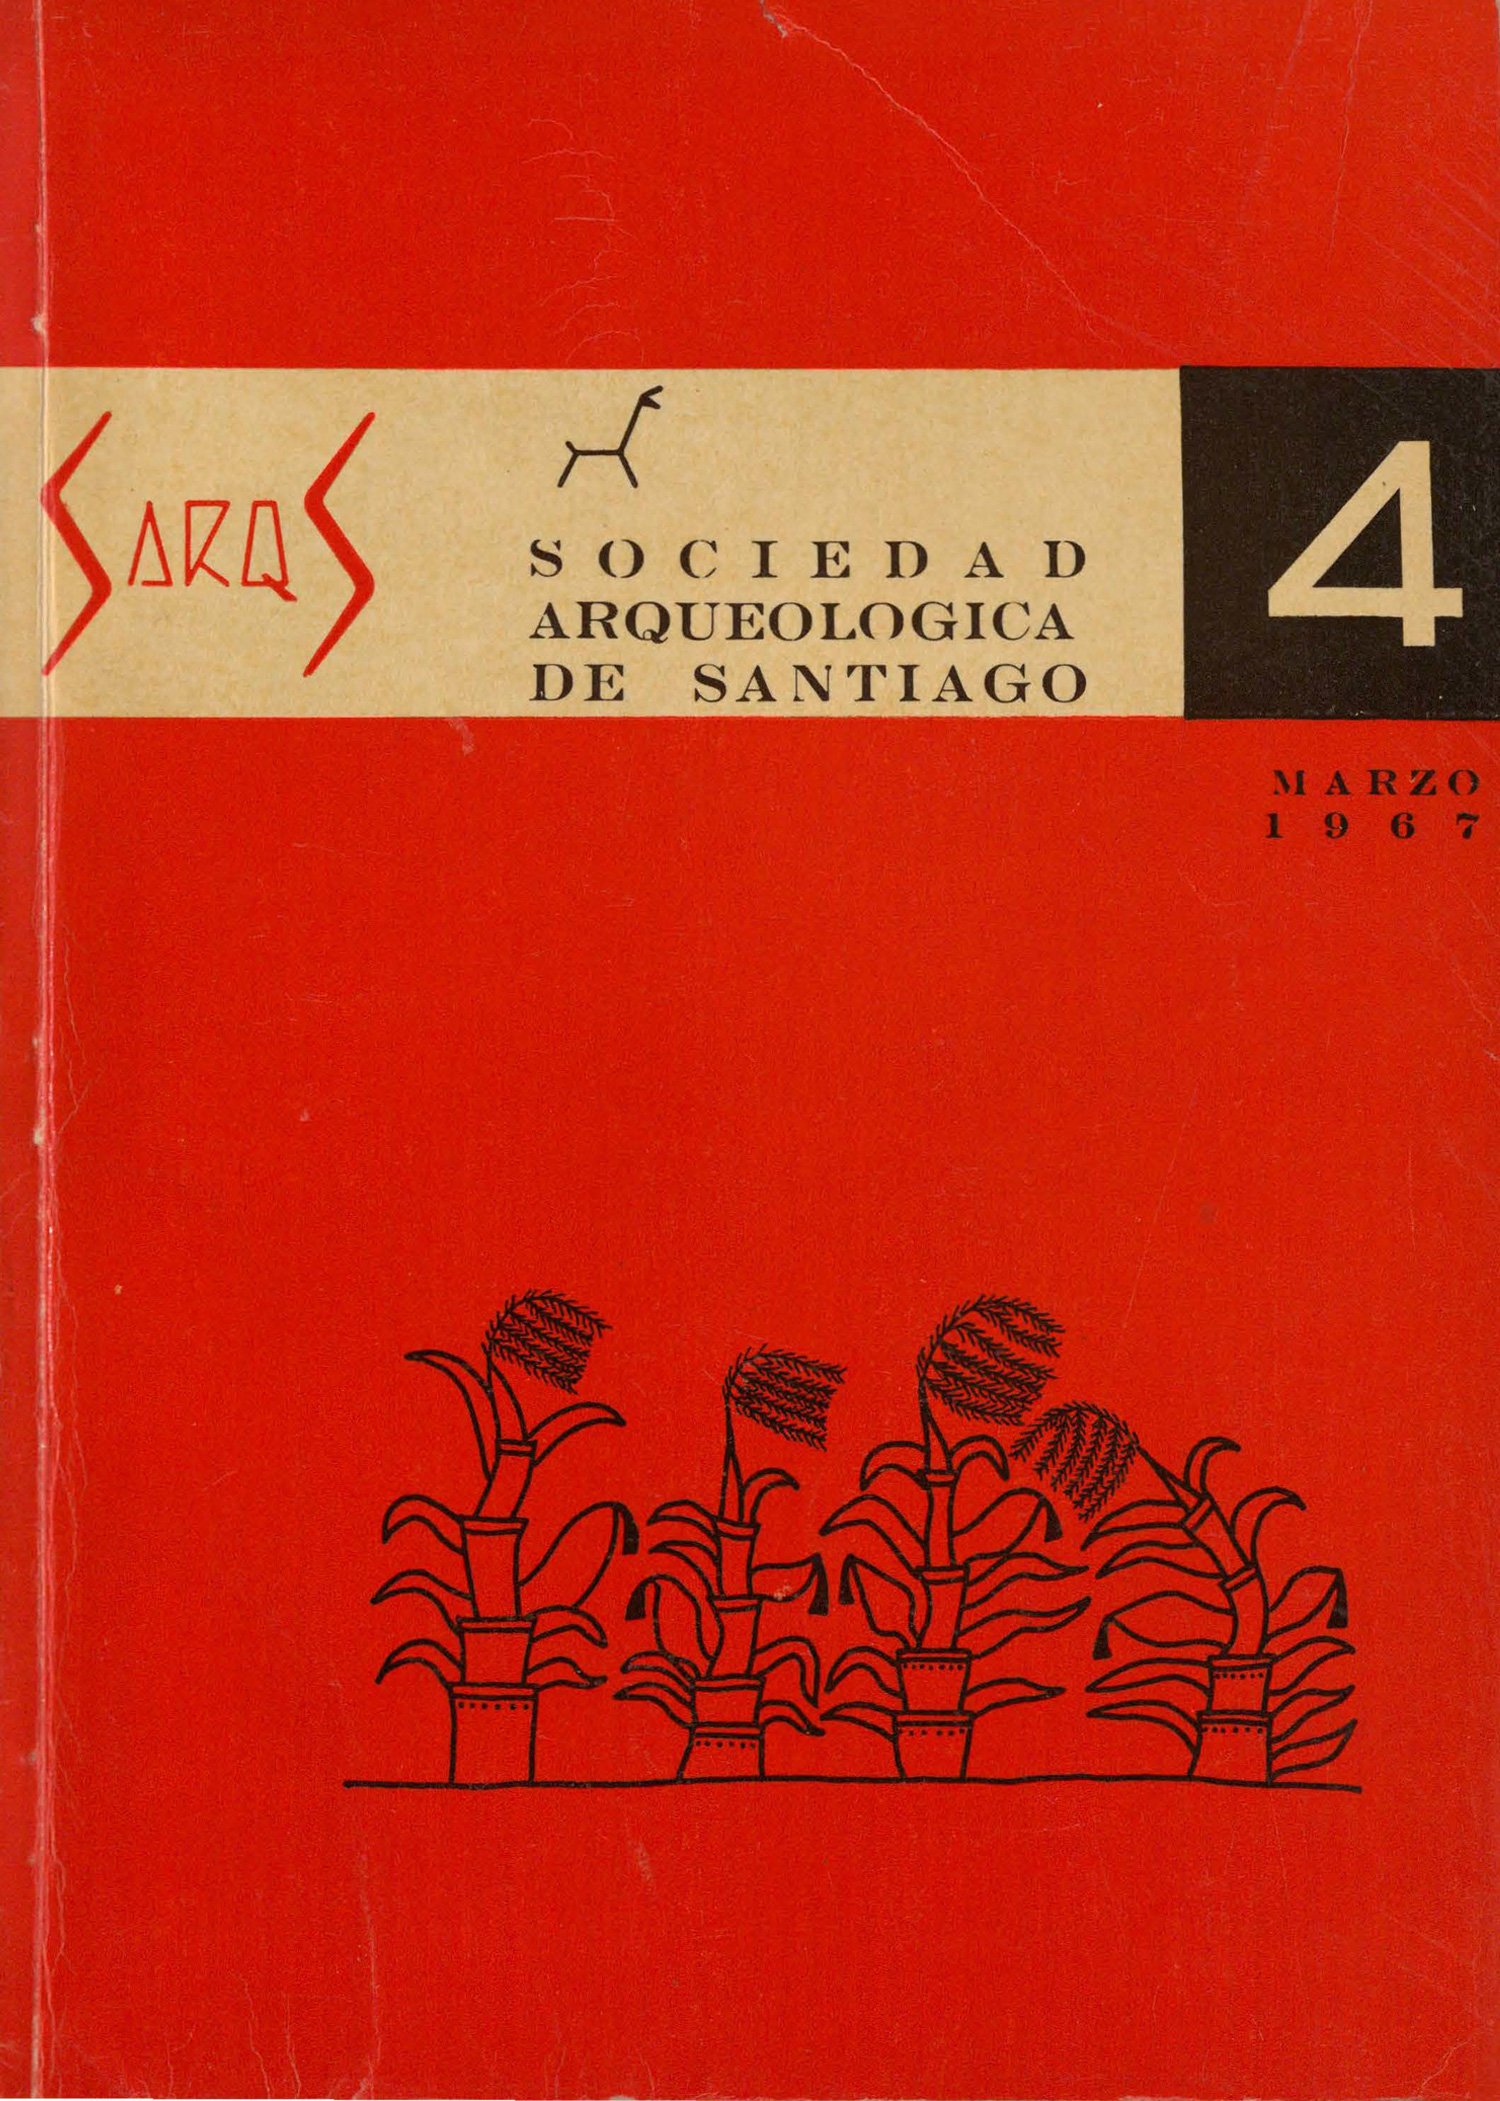 SARQS
SOCIEDAD
ARQUEOLOGICA
DE SANTIAGO
4
MARZO
1967